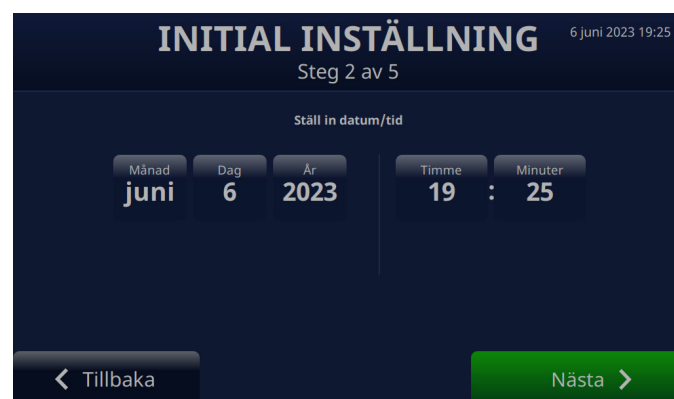 INITIAL INSTÄLLNING
6 juni 2023 19:25
Steg 2 av 5
Ställ in datum/tid
Månad Dag År Timme Minuter
juni 6 2023 19 : 25
Tillbaka Nästa